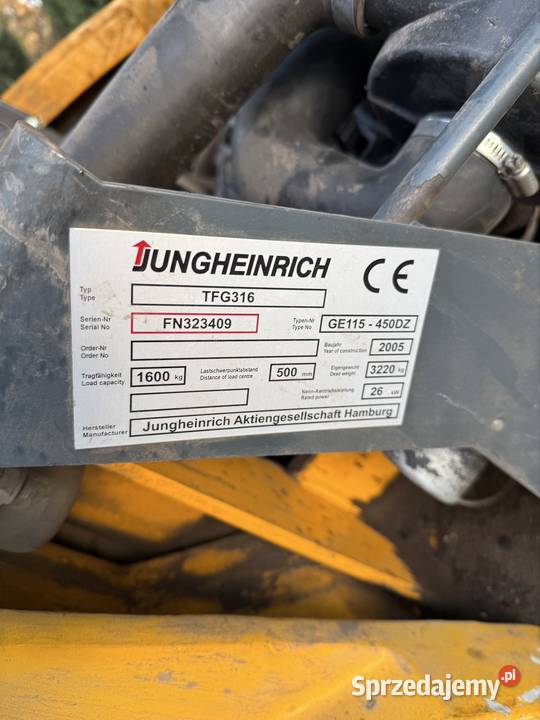 JUNGHEINRICH CE
Typ
Type TFG316
Serien-Nr Typen-Nr
Serial No FN323409 Type No GE115 - 450DZ
Order-Nr Baujahr
Order No Year of construction 2005
Tragfähigkeit Lastschwerpunktabstand Eigengewicht
Load capacity 1600 kg Distance of load centre 500 mm Dead weight 3220 kg
Nenn-Antriebsleistung
Rated power 26 kW
Hersteller
Manufacturer Jungheinrich Aktiengesellschaft Hamburg
Sprzedajemy.pl